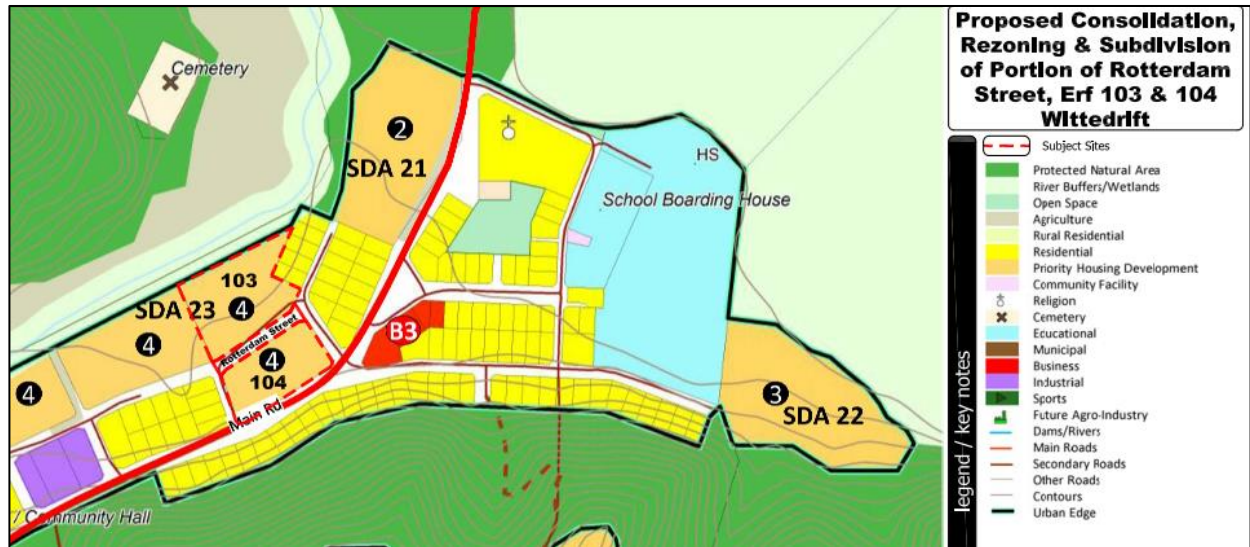 Proposed Consolidation,
Rezoning & Subdivision
of Portion of Rotterdam
Street, Erf 103 & 104
Wittedrift
legend / key notes
Subject Sites
Protected Natural Area
River Buffers/Wetlands
Open Space
Agriculture
Rural Residential
Residential
Priority Housing Development
Community Facility
Religion
Cemetery
Ecucational
Municipal
Business
Industrial
Sports
Future Agro-Industry
Dams/Rivers
Main Roads
Secondary Roads
Other Roads
Contours
Urban Edge
Cemetery
2
SDA 21
HS
School Boarding House
103
SDA 23
4
4
Rotterdam Street
4
104
4
B3
Main Rd
3
SDA 22
/ Community Hall